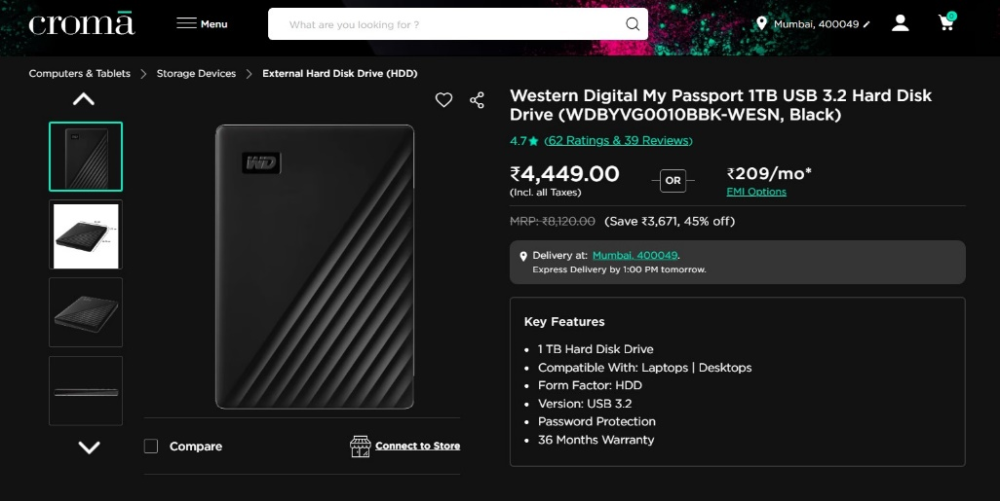 cromā
Menu
What are you looking for ?
Mumbai, 400049
0
Computers & Tablets
Storage Devices
External Hard Disk Drive (HDD)
WD
Compare
Connect to Store
Western Digital My Passport 1TB USB 3.2 Hard Disk
Drive (WDBYVG0010BBK-WESN, Black)
4.7★ (62 Ratings & 39 Reviews)
₹4,449.00
(Incl. all Taxes)
OR
₹209/mo*
EMI Options
MRP: ₹8,120.00 (Save ₹3,671, 45% off)
Delivery at: Mumbai, 400049.
Express Delivery by 1:00 PM tomorrow.
Key Features
• 1 TB Hard Disk Drive
• Compatible With: Laptops | Desktops
• Form Factor: HDD
• Version: USB 3.2
• Password Protection
• 36 Months Warranty